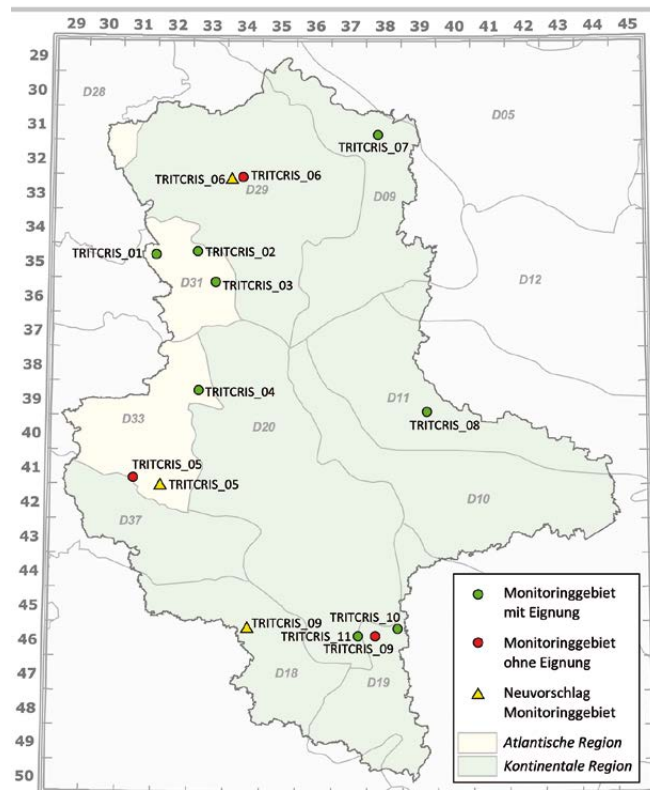 29 30 31 32 33 34 35 36 37 38 39 40 41 42 43 44 45
29
30
31
32
33
34
35
36
37
38
39
40
41
42
43
44
45
46
47
48
49
50
D28
D05
TRITCRIS_07
TRITCRIS_06
TRITCRIS_06
D29
D09
TRITCRIS_01
TRITCRIS_02
D31
TRITCRIS_03
D12
TRITCRIS_04
D33
D20
D11
TRITCRIS_08
TRITCRIS_05
TRITCRIS_05
D10
D37
TRITCRIS_09
TRITCRIS_10
TRITCRIS_11
TRITCRIS_09
D18
D19
Monitoringgebiet
mit Eignung
Monitoringgebiet
ohne Eignung
Neuvorschlag
Monitoringgebiet
Atlantische Region
Kontinentale Region